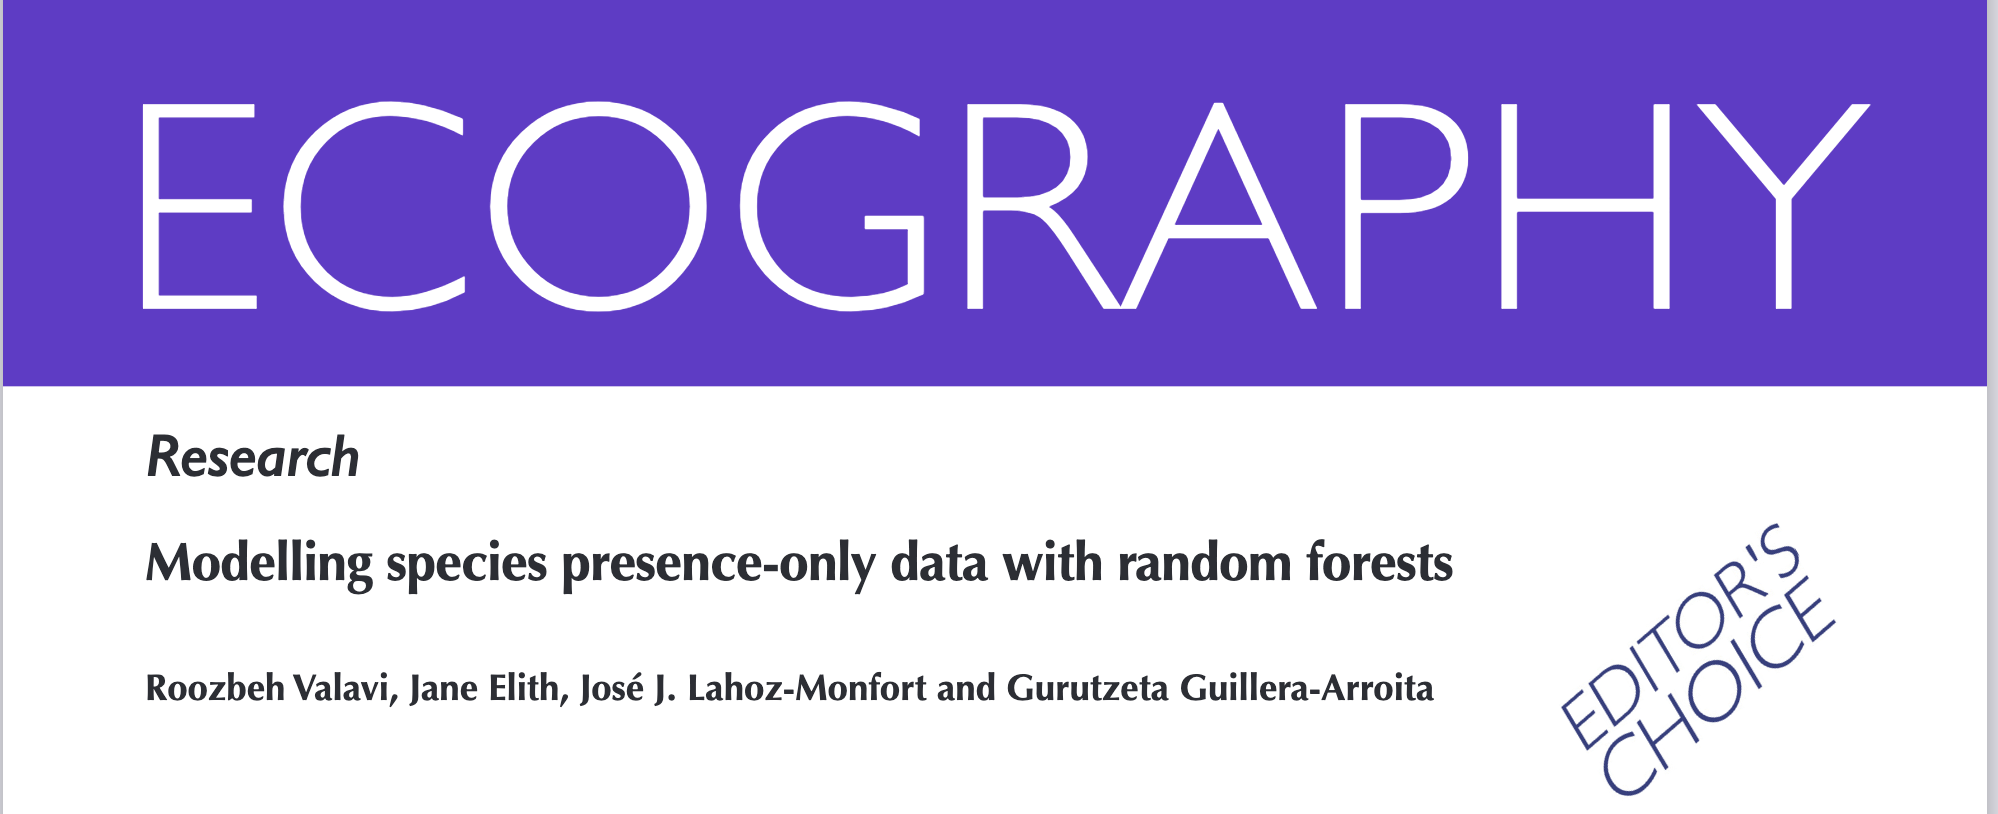 ECOGRAPHY
Research
Modelling species presence-only data with random forests
Roozbeh Valavi, Jane Elith, José J. Lahoz-Monfort and Gurutzeta Guillera-Arroita
EDITOR'S
CHOICE